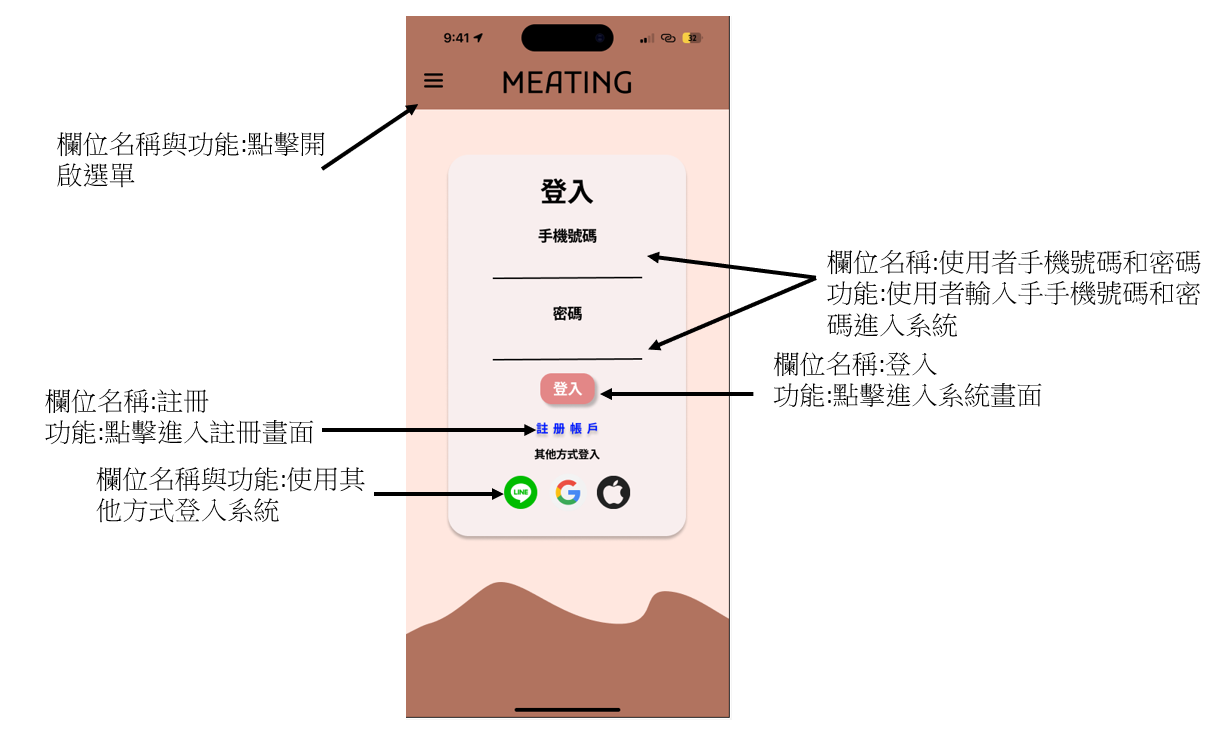 9:41
32
MEATING
欄位名稱與功能:點擊開
啟選單
登入
手機號碼
欄位名稱:使用者手機號碼和密碼
功能:使用者輸入手手機號碼和密
碼進入系統
密碼
欄位名稱:登入
功能:點擊進入系統畫面
登入
欄位名稱:註冊
功能:點擊進入註冊畫面
註册帳戶
其他方式登入
欄位名稱與功能:使用其
他方式登入系統
LINE
G